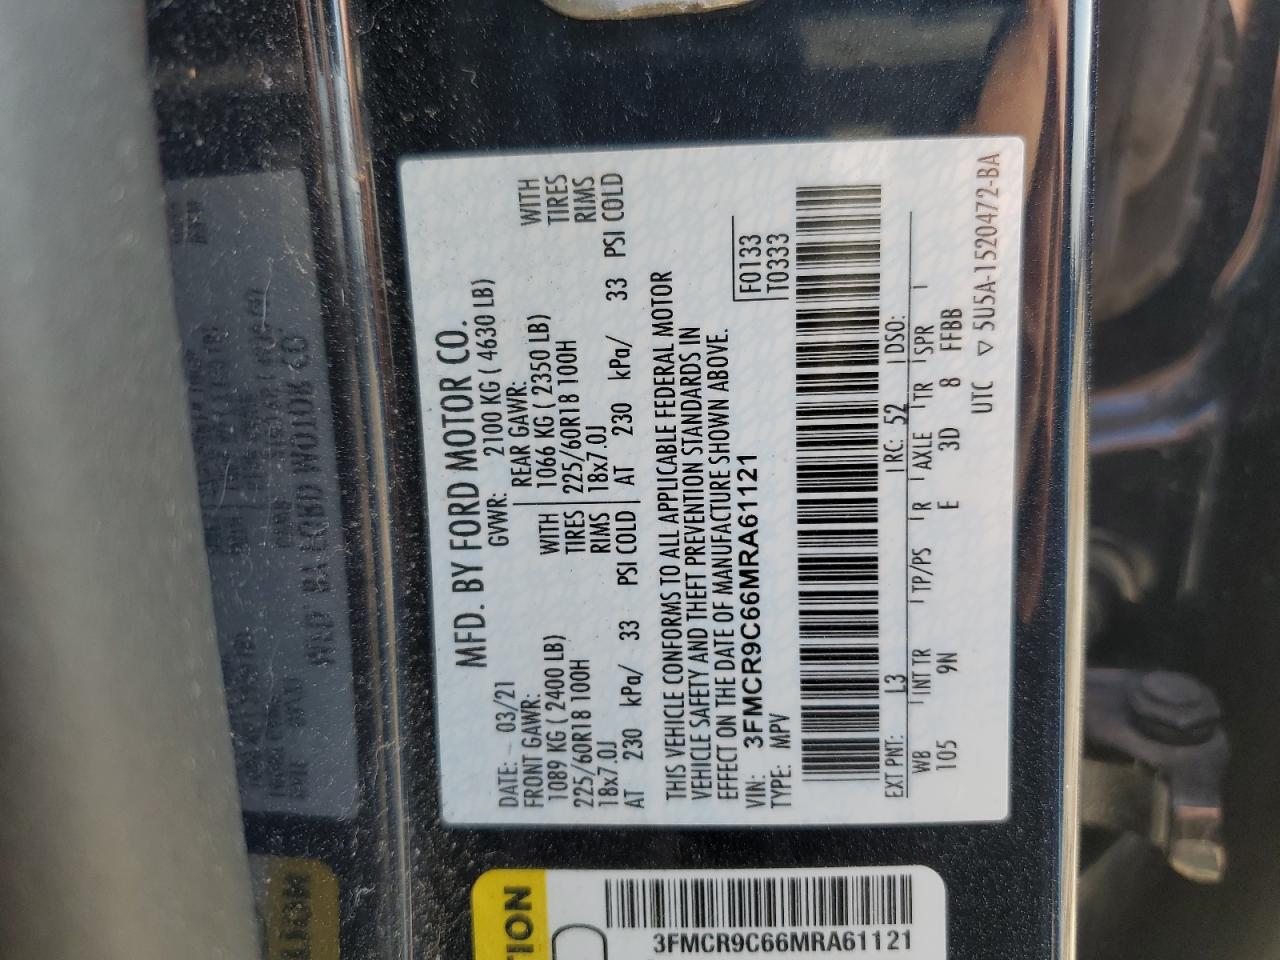 MFD. BY FORD MOTOR CO.
DATE: 03/21 GVWR: 2100 KG ( 4630 LB)
FRONT GAWR: REAR GAWR:
1089 KG ( 2400 LB) WITH 1066 KG ( 2350 LB) WITH
225/60R18 100H TIRES 225/60R18 100H TIRES
18x7.0J RIMS 18x7.0J RIMS
AT 230 kPa/ 33 PSI COLD AT 230 kPa/ 33 PSI COLD
THIS VEHICLE CONFORMS TO ALL APPLICABLE FEDERAL MOTOR
VEHICLE SAFETY AND THEFT PREVENTION STANDARDS IN
EFFECT ON THE DATE OF MANUFACTURE SHOWN ABOVE.
VIN: 3FMCR9C66MRA61121 F0133
TYPE: MPV T0333
EXT PNT: L3 RC: 52 DSO:
WB INT TR TP/PS R AXLE TR SPR
105 9N E 3D 8 FFBB
UTC ▽ 5U5A-1520472-BA
TION
3FMCR9C66MRA61121